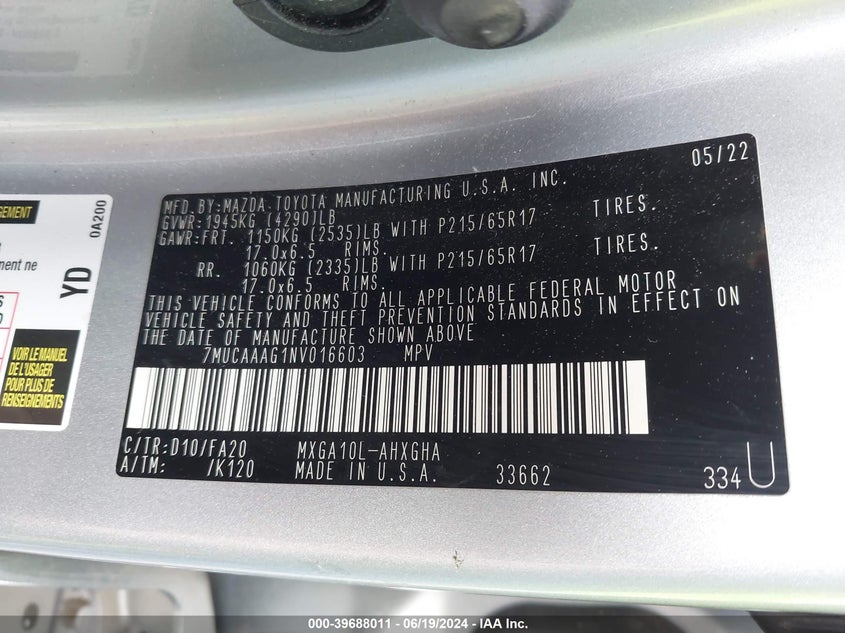 05/22
MFD.BY:MAZDA TOYOTA MANUFACTURING U.S.A. INC.
GVWR:1945KG (4290)LB
GAWR:FRT. 1150KG (2535)LB WITH P215/65R17 TIRES.
17.0x6.5 RIMS.
RR. 1060KG (2335)LB WITH P215/65R17 TIRES.
17.0x6.5 RIMS.
THIS VEHICLE CONFORMS TO ALL APPLICABLE FEDERAL MOTOR
VEHICLE SAFETY AND THEFT PREVENTION STANDARDS IN EFFECT ON
THE DATE OF MANUFACTURE SHOWN ABOVE
7MUCAAAG1NV016603 MPV
C/TR:D10/FA20 MXGA10L-AHXGHA
A/TM: /K120 MADE IN U.S.A. 33662 334 U
0A200
YD
ment ne
VOIR LE MANUEL
DE L'USAGER
POUR PLUS DE
RENSEIGNEMENTS
000-39688011 - 06/19/2024 - IAA Inc.